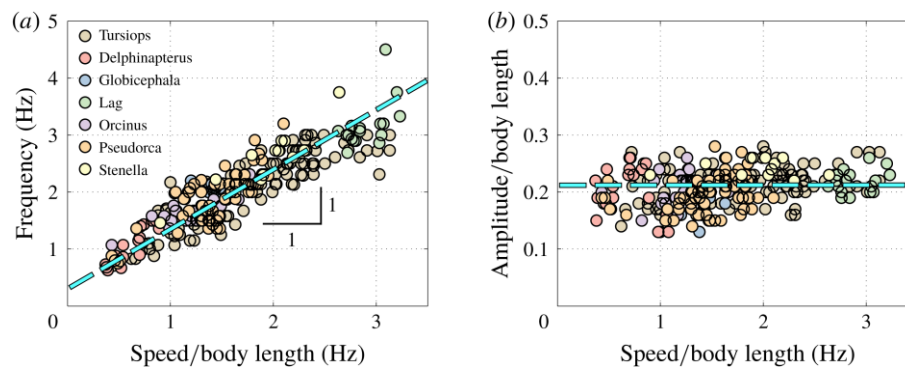 (a)
5
4
3
2
1
0
1
2
3
Frequency (Hz)
Speed/body length (Hz)
Tursiops
Delphinapterus
Globicephala
Lag
Orcinus
Pseudorca
Stenella
1
1
(b)
0.5
0.4
0.3
0.2
0.1
0
1
2
3
Amplitude/body length
Speed/body length (Hz)